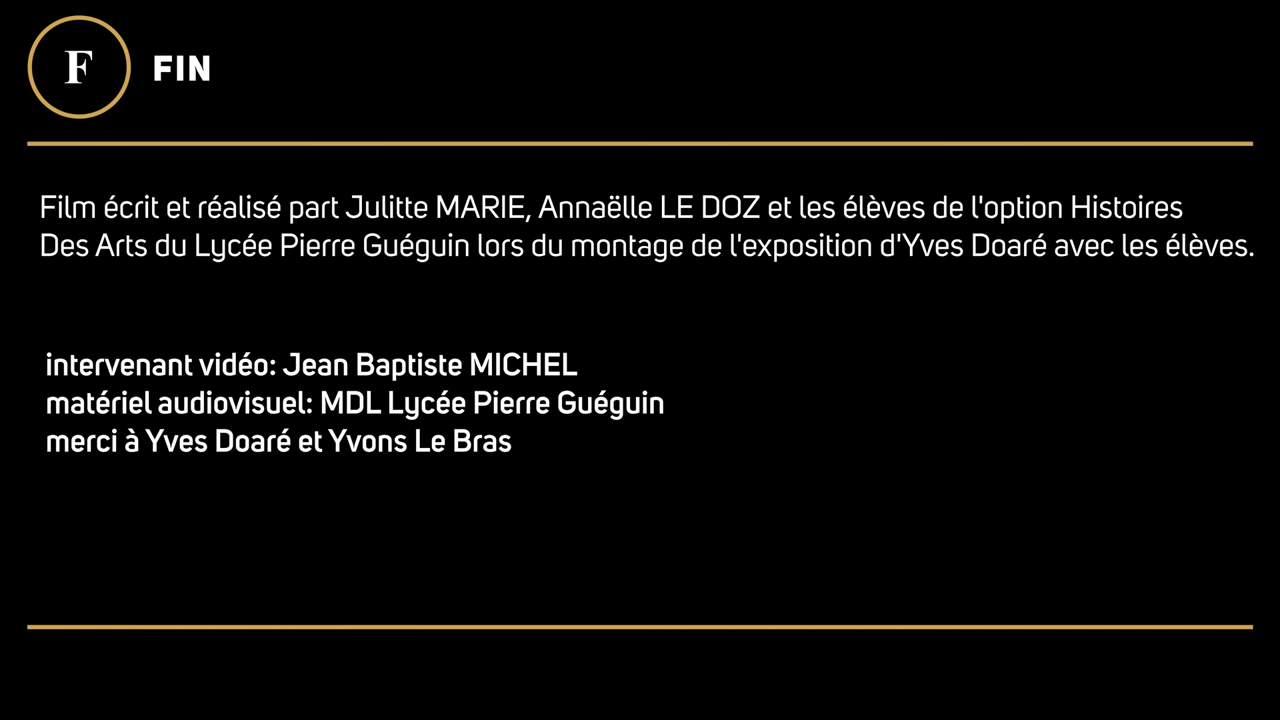 F
FIN
Film écrit et réalisé part Julitte MARIE, Annaëlle LE DOZ et les élèves de l'option Histoires
Des Arts du Lycée Pierre Guéguin lors du montage de l'exposition d'Yves Doaré avec les élèves.
intervenant vidéo: Jean Baptiste MICHEL
matériel audiovisuel: MDL Lycée Pierre Guéguin
merci à Yves Doaré et Yvons Le Bras